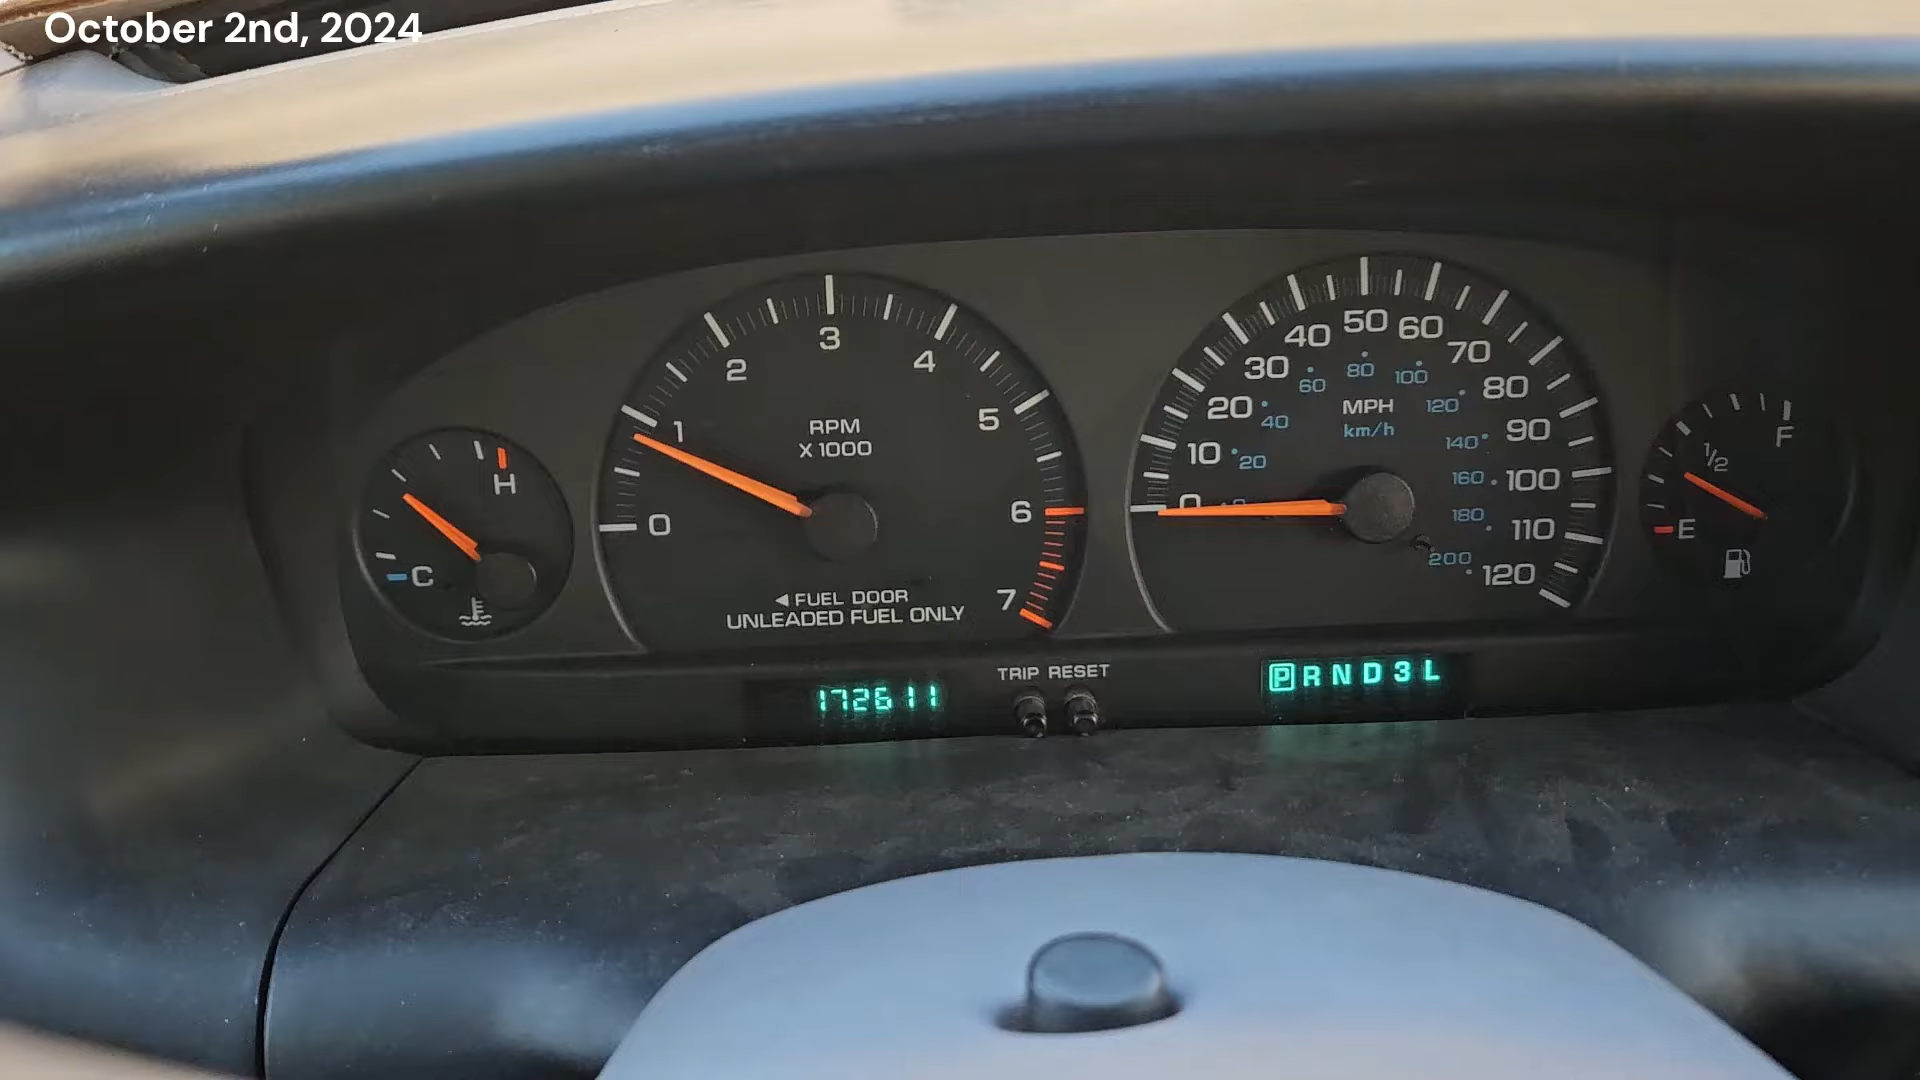 October 2nd, 2024
H
C
0
1
2
3
4
5
6
7
RPM
X 1000
◄ FUEL DOOR
UNLEADED FUEL ONLY
0
10
20
30
40
50
60
70
80
90
100
110
120
20
40
60
80
100
120
140
160
180
200
MPH
km/h
F
1/2
E
TRIP RESET
172611
P R N D 3 L